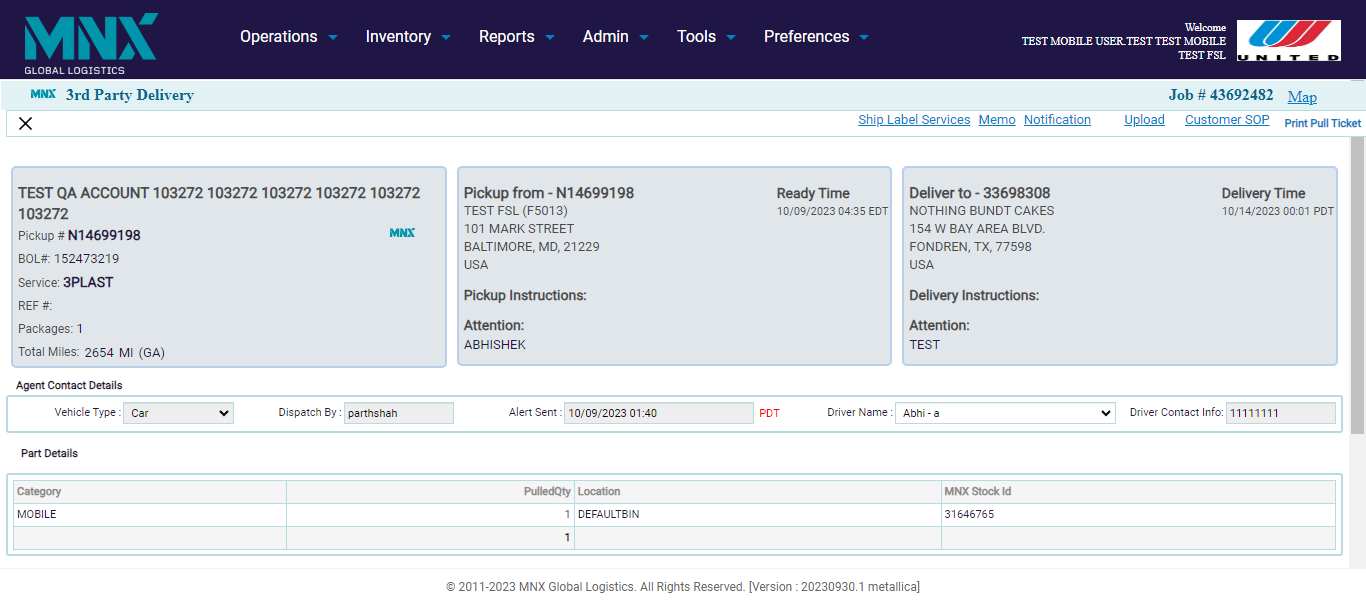 MNX
GLOBAL LOGISTICS
Operations Inventory Reports Admin Tools Preferences
Welcome
TEST MOBILE USER.TEST TEST MOBILE
TEST FSL
UNITED
MNX 3rd Party Delivery
Job # 43692482 Map
Ship Label Services Memo Notification Upload Customer SOP Print Pull Ticket
TEST QA ACCOUNT 103272 103272 103272 103272 103272
103272
Pickup # N14699198
MNX
BOL#: 152473219
Service: 3PLAST
REF #:
Packages: 1
Total Miles: 2654 MI (GA)
Pickup from - N14699198
Ready Time
TEST FSL (F5013)
10/09/2023 04:35 EDT
101 MARK STREET
BALTIMORE, MD, 21229
USA
Pickup Instructions:
Attention:
ABHISHEK
Deliver to - 33698308
Delivery Time
NOTHING BUNDT CAKES
10/14/2023 00:01 PDT
154 W BAY AREA BLVD.
FONDREN, TX, 77598
USA
Delivery Instructions:
Attention:
TEST
Agent Contact Details
Vehicle Type : Car Dispatch By : parthshah Alert Sent : 10/09/2023 01:40 PDT Driver Name : Abhi - a Driver Contact Info: 11111111
Part Details
Category PulledQty Location MNX Stock Id
MOBILE 1 DEFAULTBIN 31646765
1
© 2011-2023 MNX Global Logistics. All Rights Reserved. [Version : 20230930.1 metallica]